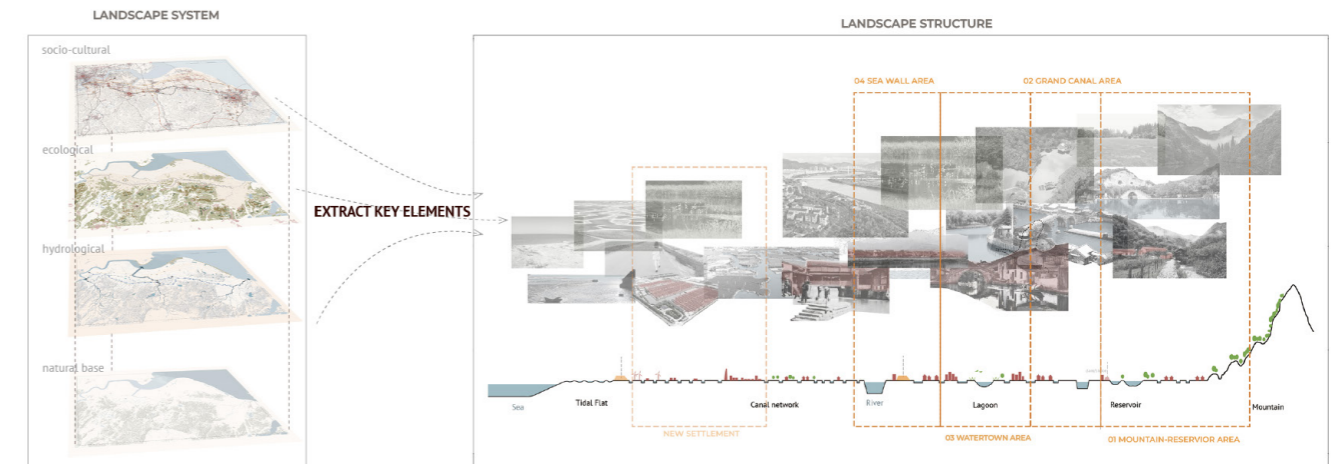 LANDSCAPE SYSTEM
LANDSCAPE STRUCTURE
socio-cultural
ecological
hydrological
natural base
EXTRACT KEY ELEMENTS
04 SEA WALL AREA
02 GRAND CANAL AREA
Sea
Tidal Flat
Canal network
River
Lagoon
Reservoir
Mountain
NEW SETTLEMENT
03 WATERTOWN AREA
01 MOUNTAIN-RESERVIOR AREA